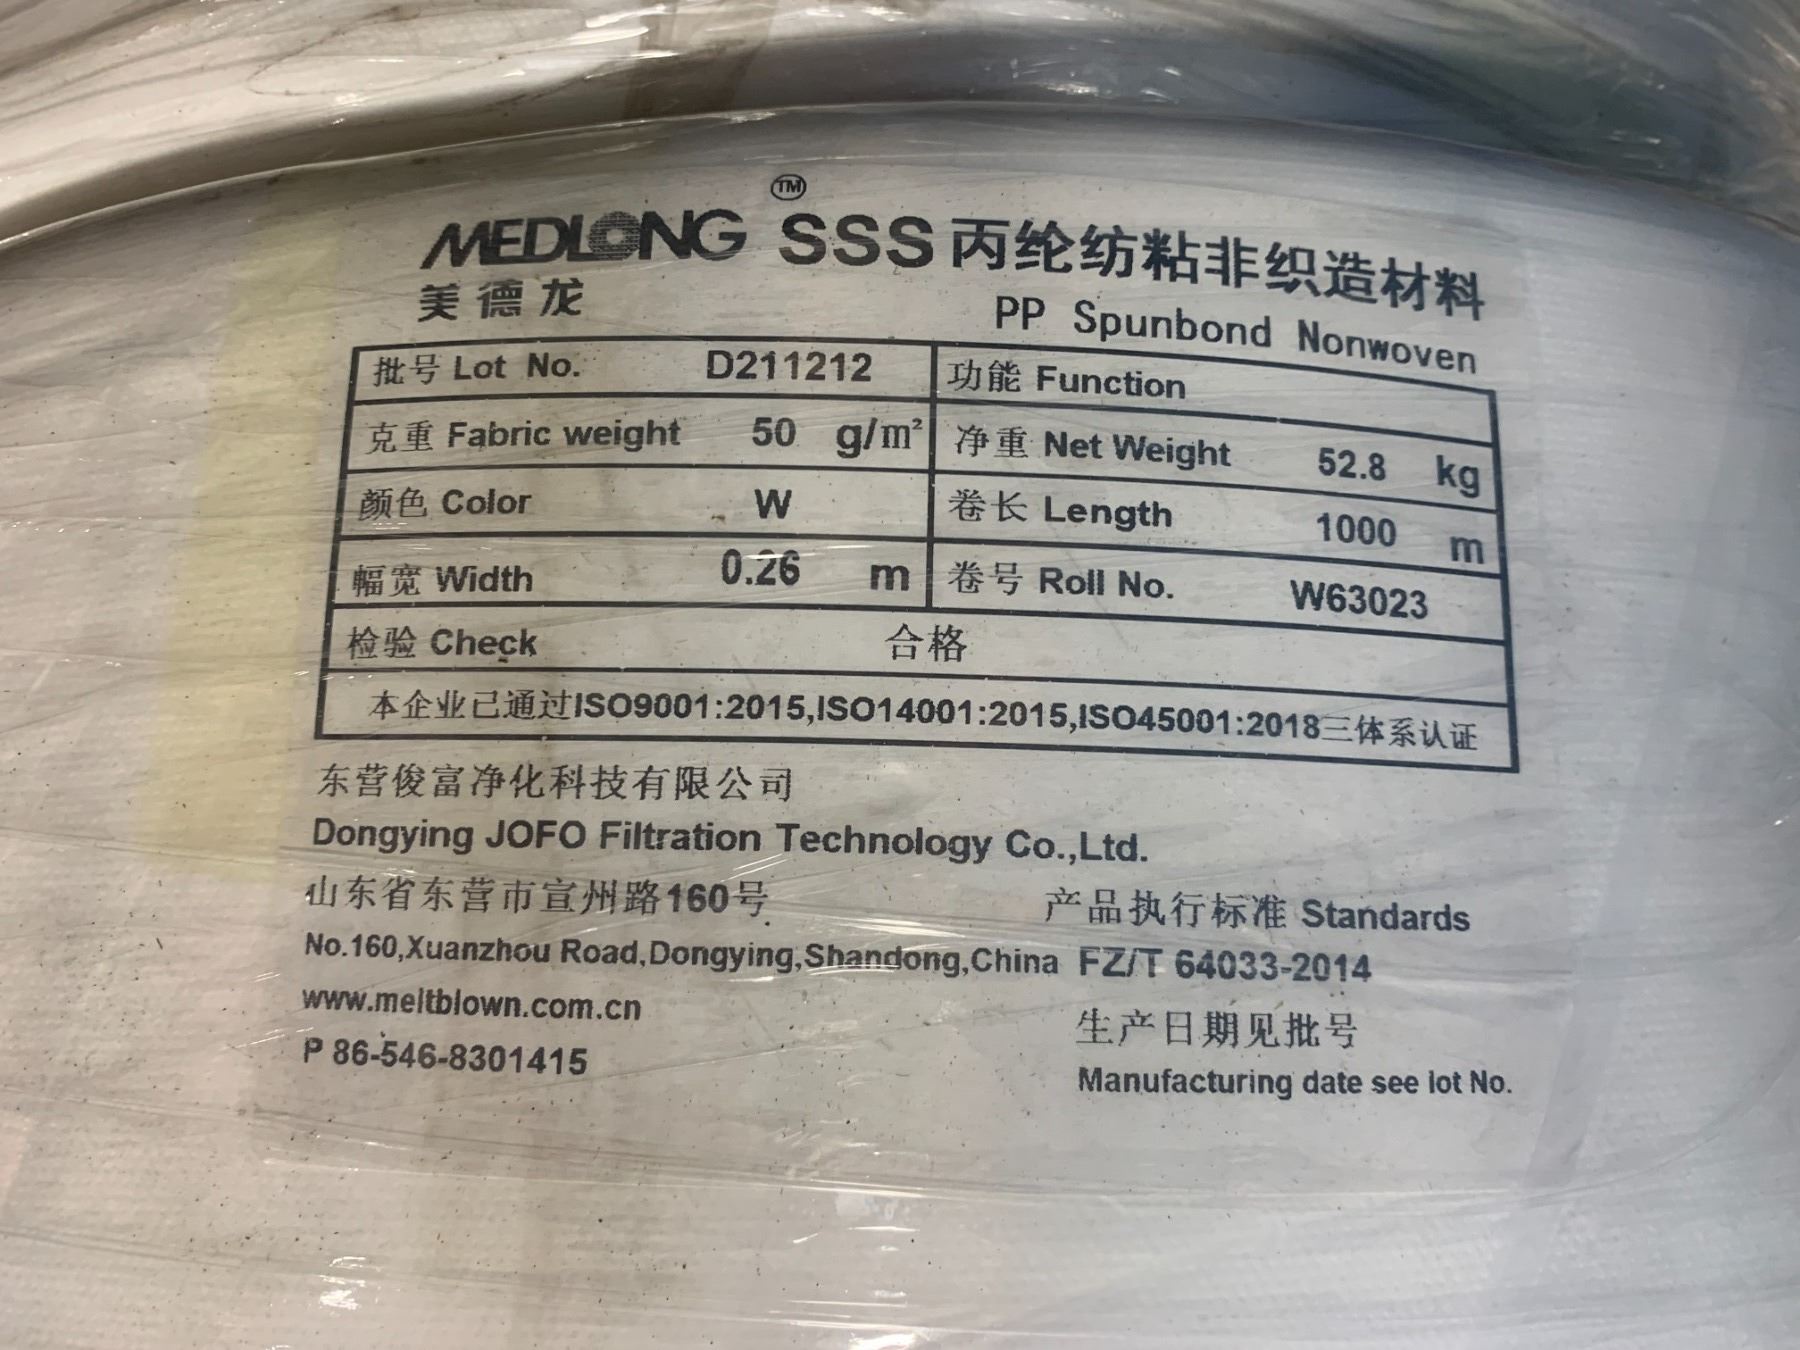 MEDLONG™ SSS 丙纶纺粘非织造材料
美德龙 PP Spunbond Nonwoven
批号 Lot No. D211212 功能 Function
克重 Fabric weight 50 g/m² 净重 Net Weight 52.8 kg
颜色 Color W 卷长 Length 1000 m
幅宽 Width 0.26 m 卷号 Roll No. W63023
检验 Check 合格
本企业已通过ISO9001:2015,ISO14001:2015,ISO45001:2018三体系认证
东营俊富净化科技有限公司
Dongying JOFO Filtration Technology Co.,Ltd.
山东省东营市宣州路160号 产品执行标准 Standards
No.160,Xuanzhou Road,Dongying,Shandong,China FZ/T 64033-2014
www.meltblown.com.cn 生产日期见批号
P 86-546-8301415 Manufacturing date see lot No.